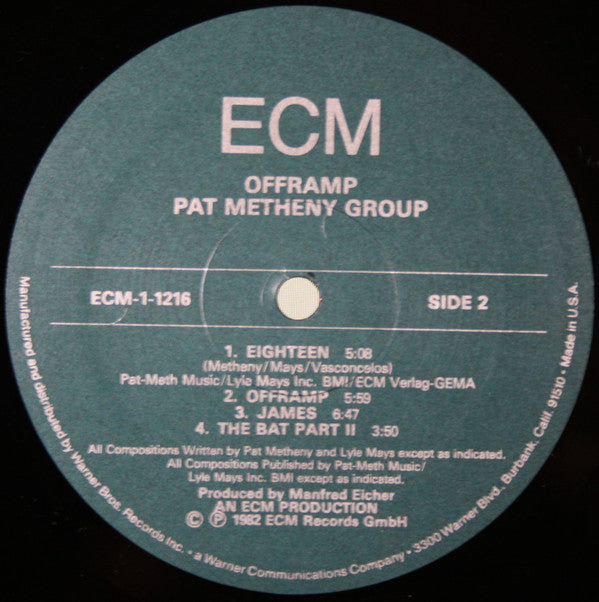 ECM
OFFRAMP
PAT METHENY GROUP
ECM-1-1216
SIDE 2
1. EIGHTEEN 5:08
(Metheny/Mays/Vasconcelos)
Pat-Meth Music/Lyle Mays Inc. BMI/ECM Verlag-GEMA
2. OFFRAMP 5:59
3. JAMES 6:47
4. THE BAT PART II 3:50
All Compositions Written by Pat Metheny and Lyle Mays except as indicated.
All Compositions Published by Pat-Meth Music/
Lyle Mays Inc. BMI except as indicated.
Produced by Manfred Eicher
AN ECM PRODUCTION
© ℗ 1982 ECM Records GmbH
Manufactured and distributed by Warner Bros. Records Inc. • a Warner Communications Company • 3300 Warner Blvd., Burbank, Calif. 91510 • Made in U.S.A.